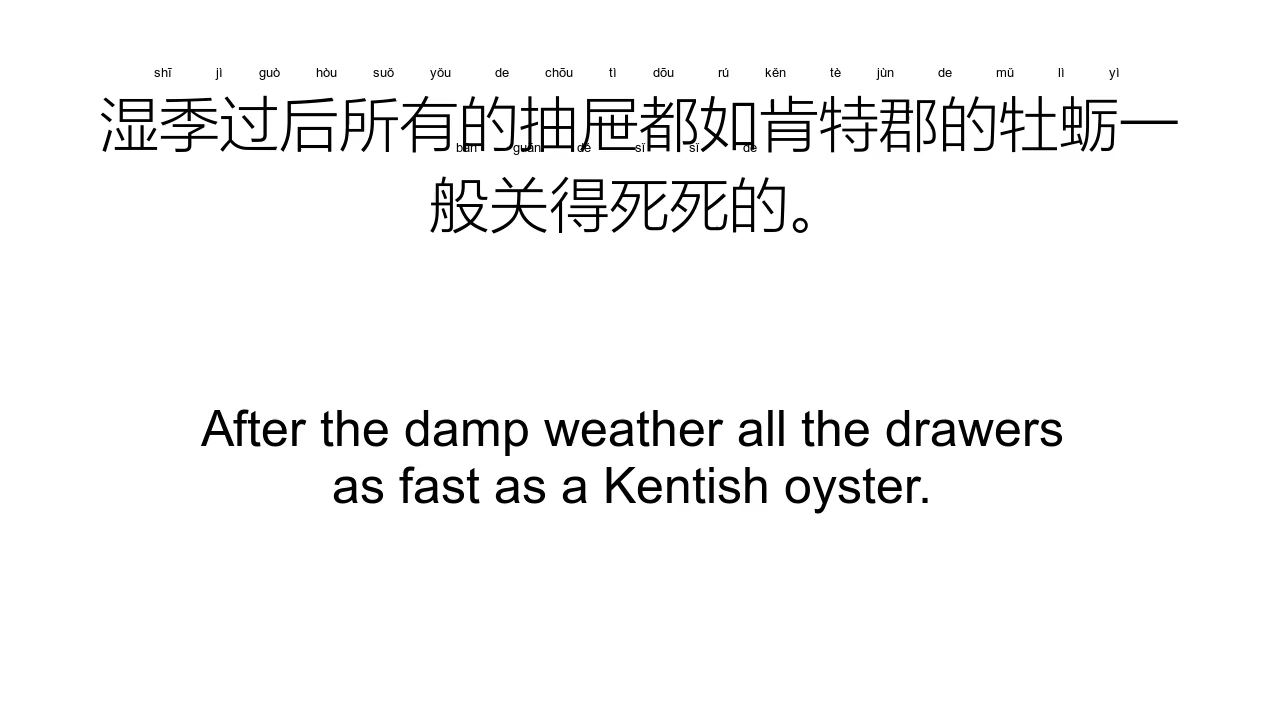 shī jì guò hòu suǒ yǒu de chōu tì dōu rú kěn tè jùn de mǔ lì yì
湿季过后所有的抽屉都如肯特郡的牡蛎一
bān guān dé sǐ sǐ de
般关得死死的。
After the damp weather all the drawers
as fast as a Kentish oyster.